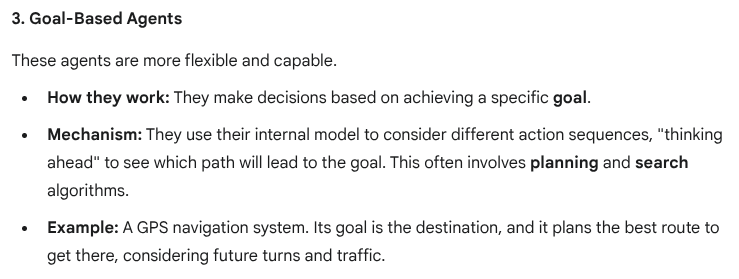 3. Goal-Based Agents
These agents are more flexible and capable.
• How they work: They make decisions based on achieving a specific goal.
• Mechanism: They use their internal model to consider different action sequences, "thinking
ahead" to see which path will lead to the goal. This often involves planning and search
algorithms.
• Example: A GPS navigation system. Its goal is the destination, and it plans the best route to
get there, considering future turns and traffic.